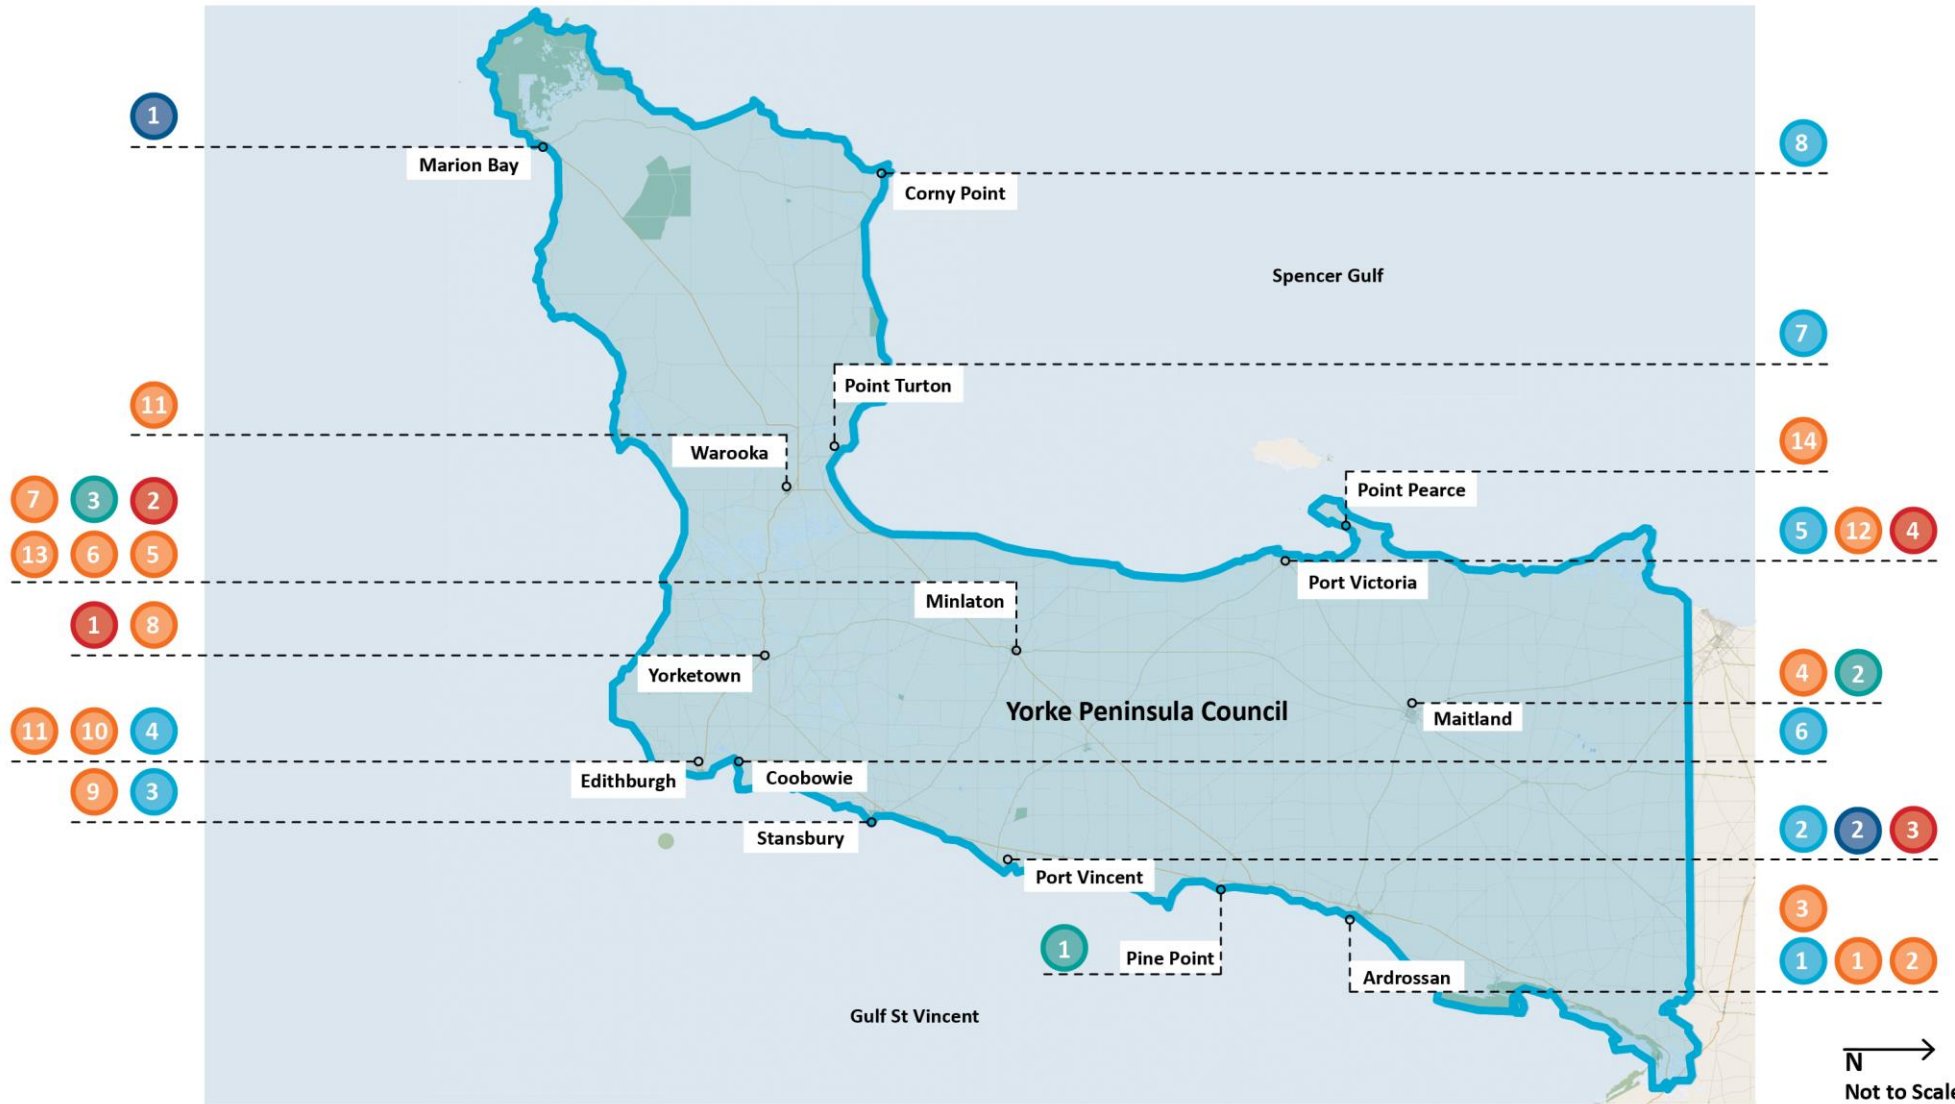 1
Marion Bay
8
Corny Point
Spencer Gulf
7
Point Turton
11
Warooka
14
Point Pearce
7 3 2
13 6 5
Minlaton
5 12 4
Port Victoria
1 8
Yorketown
4 2
Maitland
Yorke Peninsula Council
11 10 4
Edithburgh
6
Coobowie
9 3
Stansbury
2 2 3
Port Vincent
1
Pine Point
3
1 1 2
Ardrossan
Gulf St Vincent
N
Not to Scale